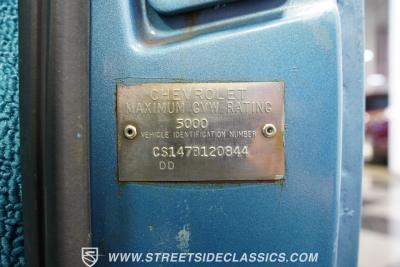 CHEVROLET
MAXIMUM GVW RATING
5000
VEHICLE IDENTIFICATION NUMBER
CS147B120844
DD
WWW.STREETSIDECLASSICS.COM